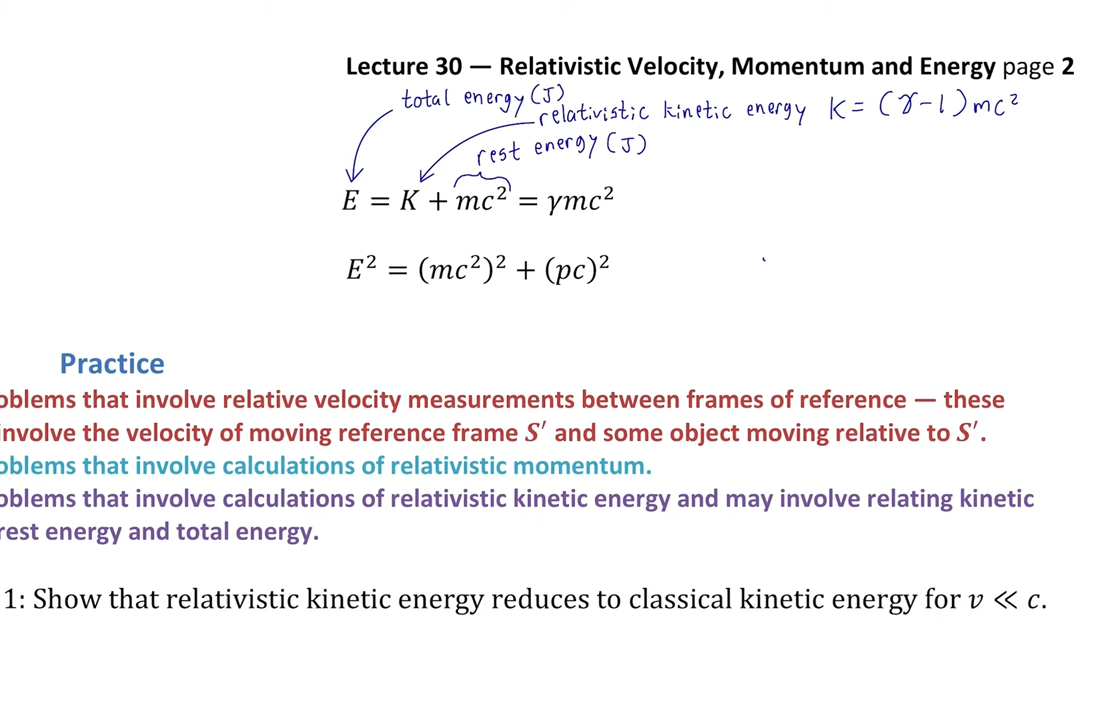 Lecture 30 — Relativistic Velocity, Momentum and Energy page 2
total energy (J)
relativistic kinetic energy K = (γ-1)mc²
rest energy (J)
E = K + mc² = γmc²
E² = (mc²)² + (pc)²
Practice
oblems that involve relative velocity measurements between frames of reference — these
involve the velocity of moving reference frame S′ and some object moving relative to S′.
oblems that involve calculations of relativistic momentum.
oblems that involve calculations of relativistic kinetic energy and may involve relating kinetic
rest energy and total energy.
1: Show that relativistic kinetic energy reduces to classical kinetic energy for v ≪ c.